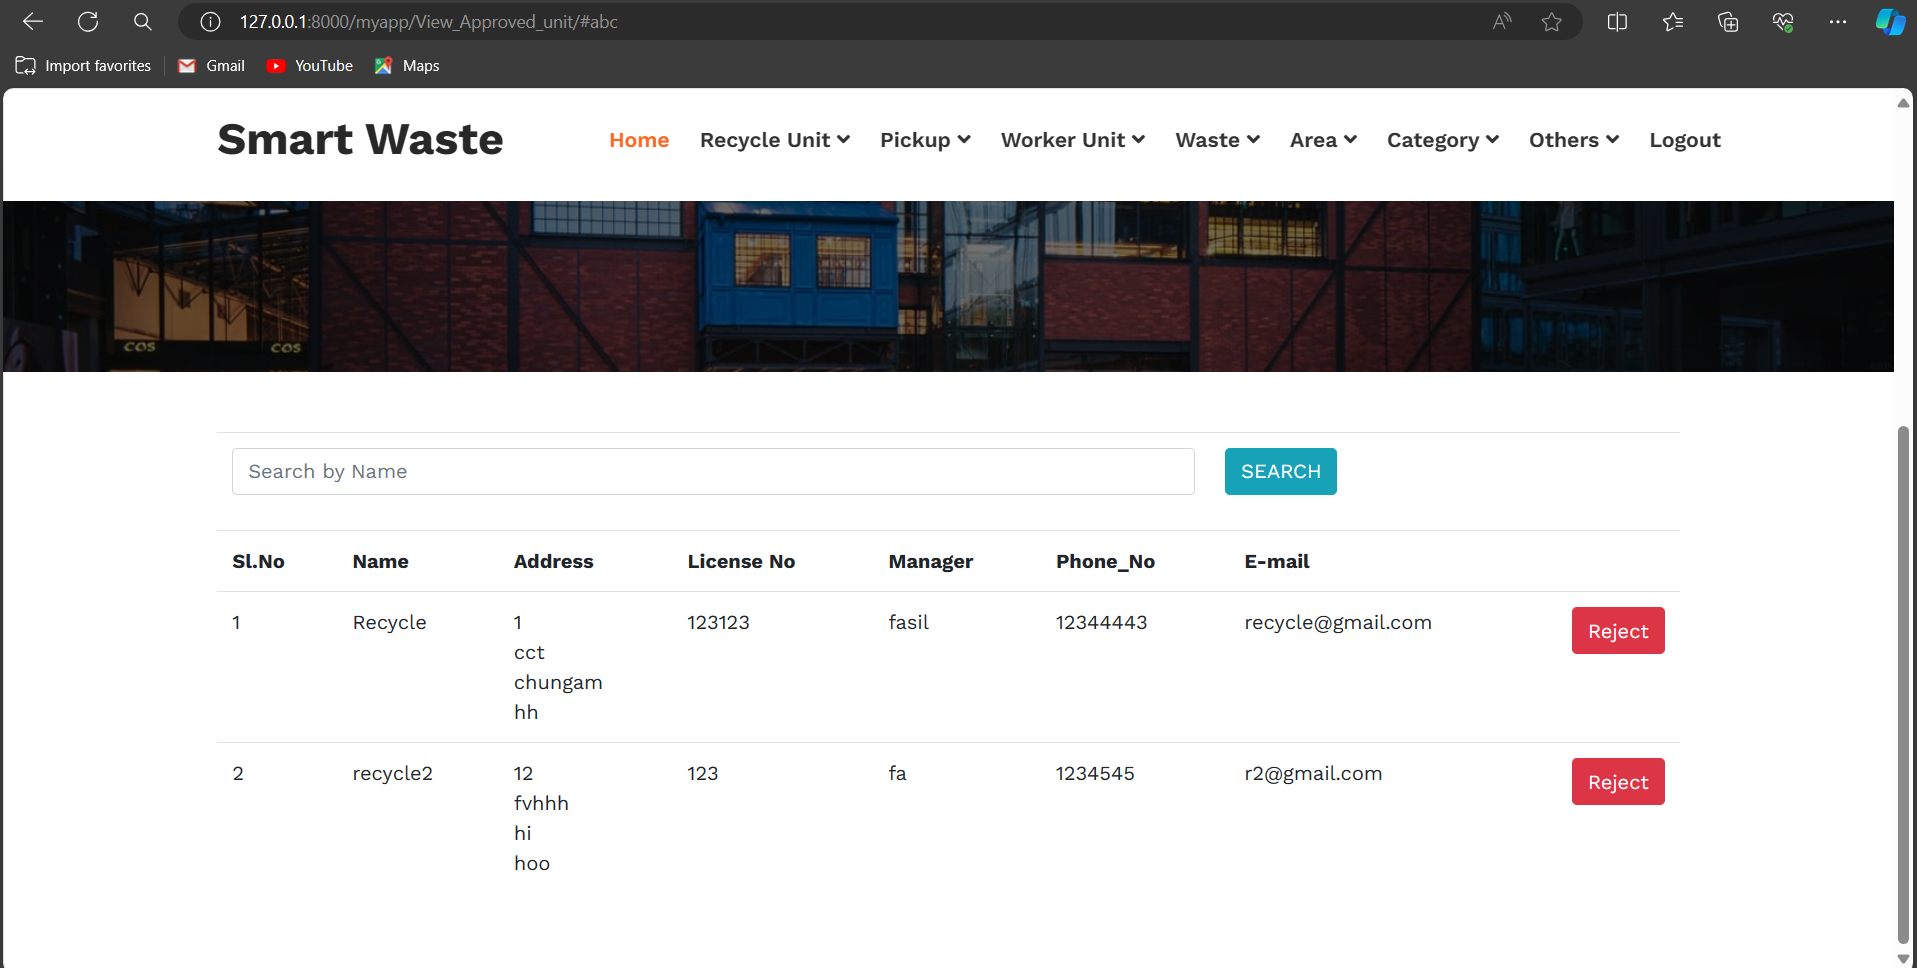 127.0.0.1:8000/myapp/View_Approved_unit/#abc
Import favorites Gmail YouTube Maps
Smart Waste Home Recycle Unit Pickup Worker Unit Waste Area Category Others Logout
COS COS
Search by Name SEARCH
Sl.No Name Address License No Manager Phone_No E-mail
1 Recycle 1 123123 fasil 12344443 recycle@gmail.com Reject
cct
chungam
hh
2 recycle2 12 123 fa 1234545 r2@gmail.com Reject
fvhhh
hi
hoo